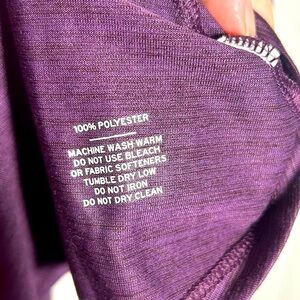 100% POLYESTER
MACHINE WASH WARM
DO NOT USE BLEACH
OR FABRIC SOFTENERS
TUMBLE DRY LOW
DO NOT IRON
DO NOT DRY CLEAN